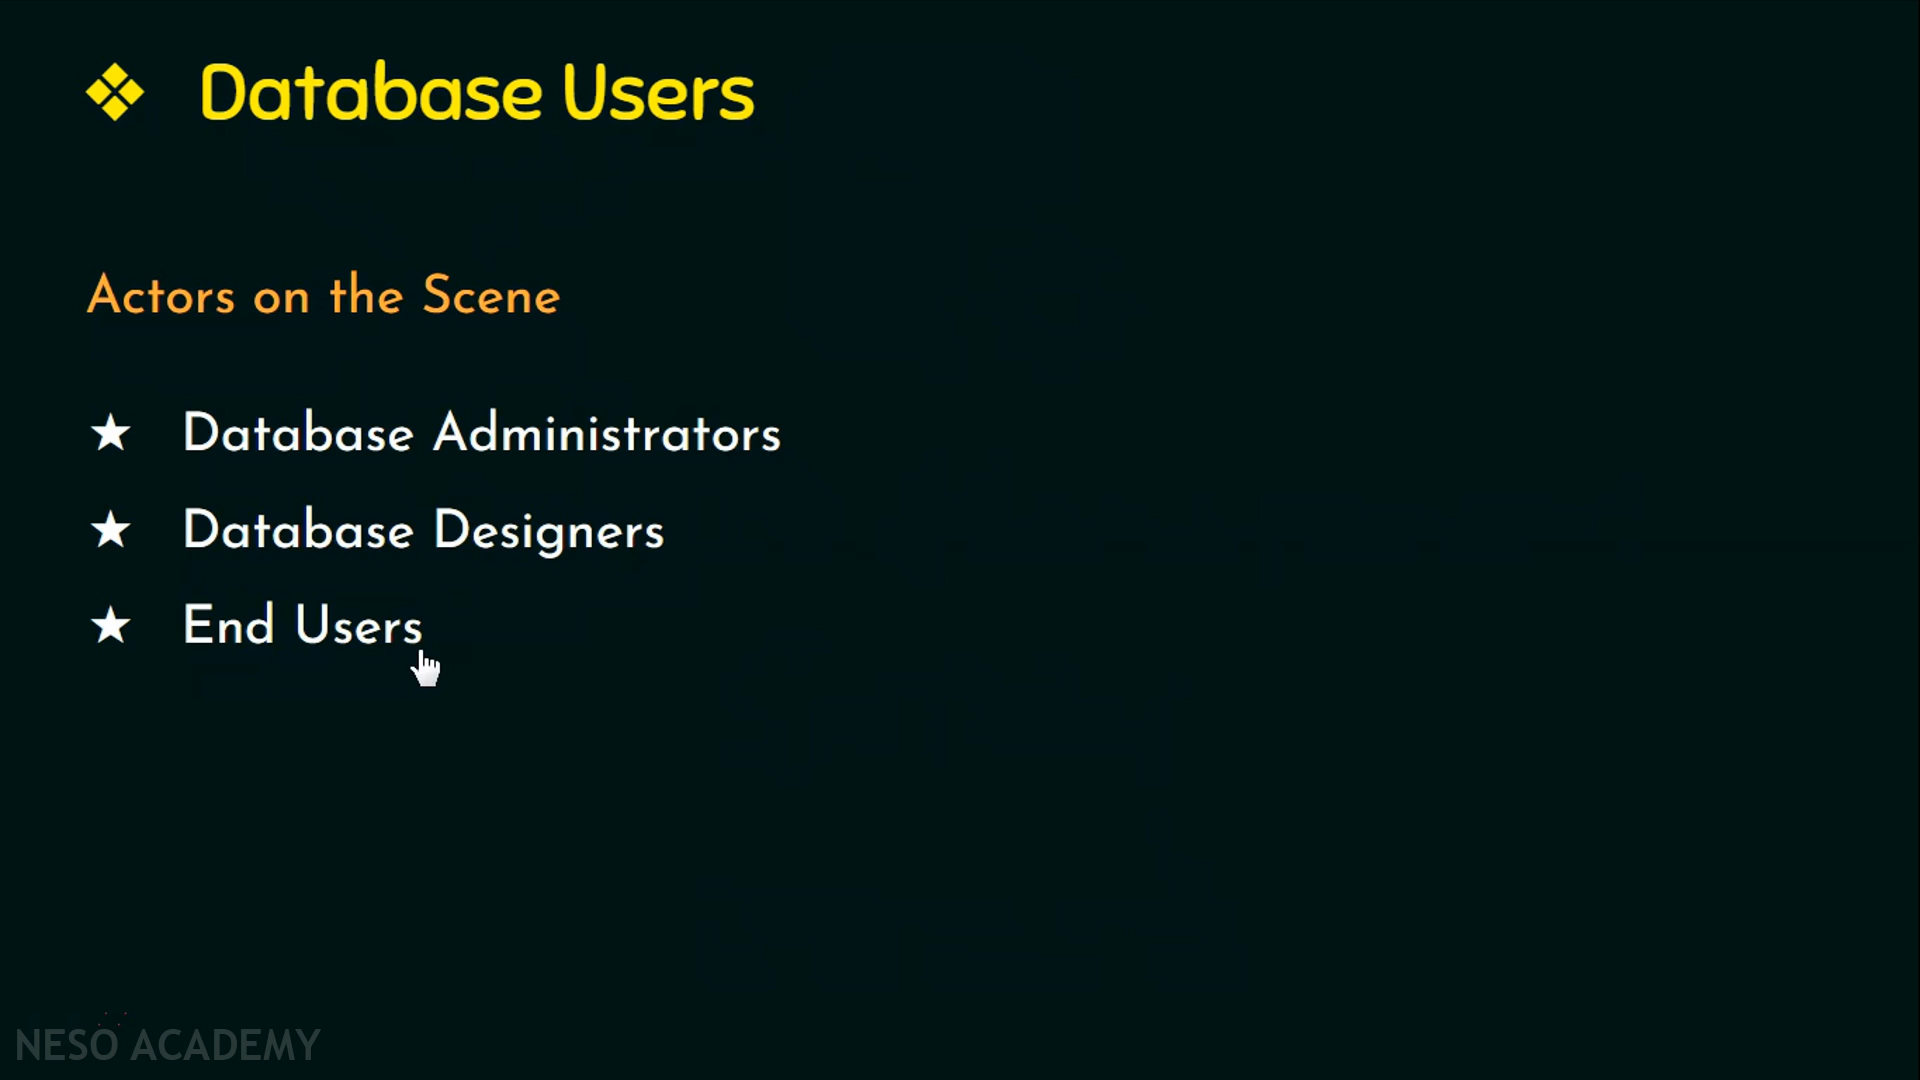 ❖ Database Users
Actors on the Scene
★ Database Administrators
★ Database Designers
★ End Users
NESO ACADEMY